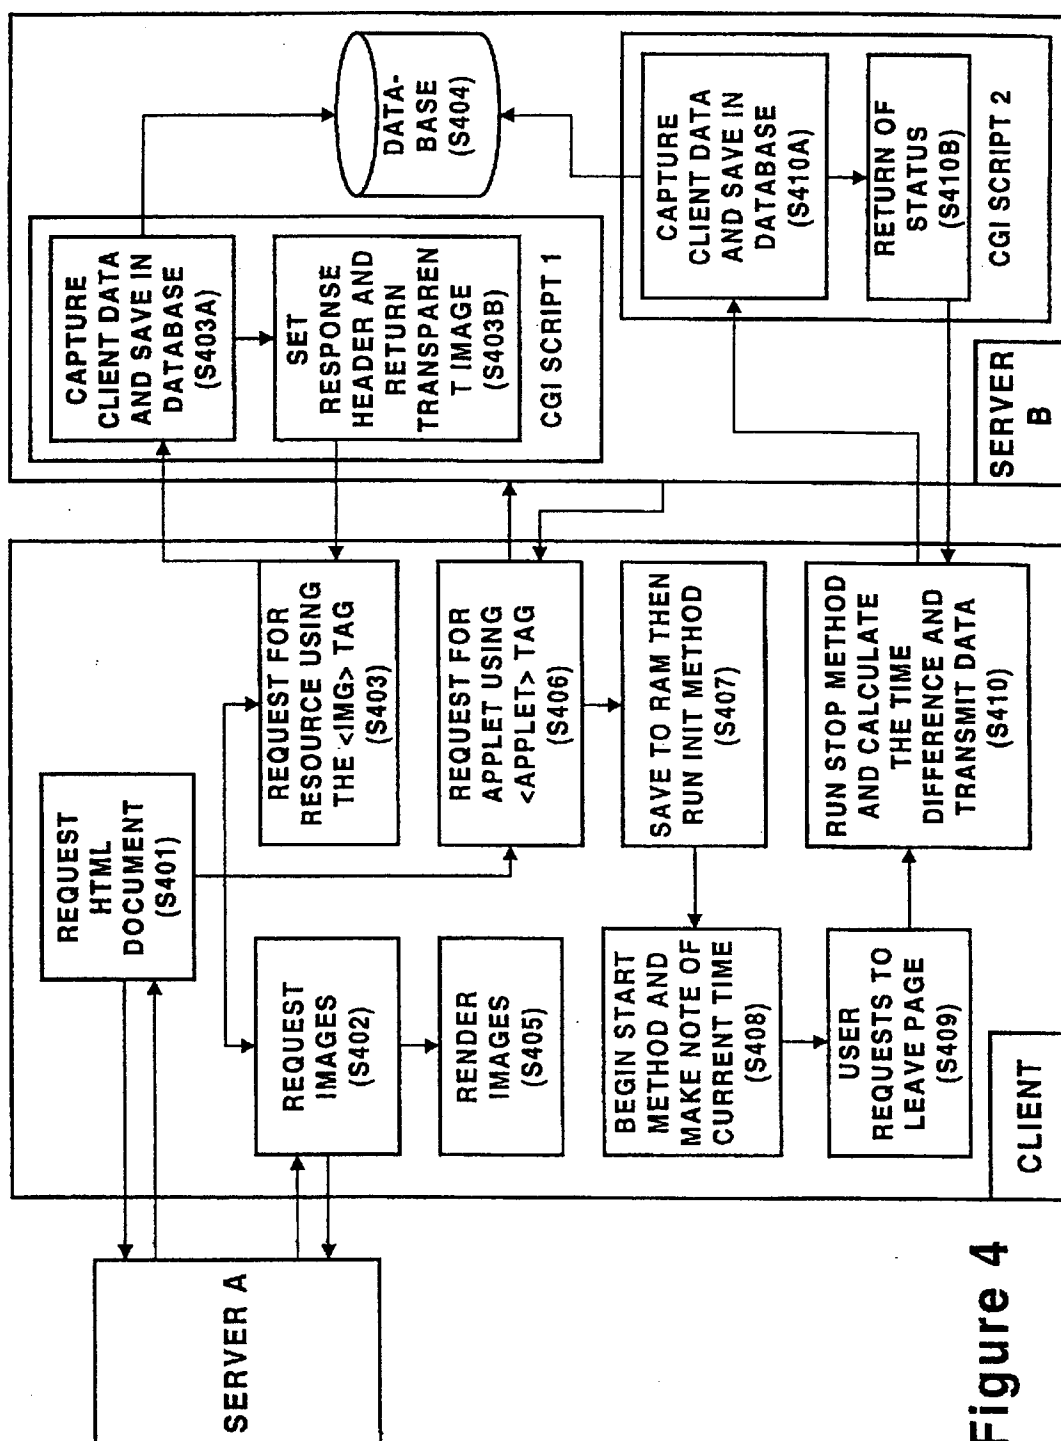 SERVER A
REQUEST
HTML
DOCUMENT
(S401)
REQUEST
IMAGES
(S402)
REQUEST FOR
RESOURCE USING
THE <IMG> TAG
(S403)
RENDER
IMAGES
(S405)
REQUEST FOR
APPLET USING
<APPLET> TAG
(S406)
SAVE TO RAM THEN
RUN INIT METHOD
(S407)
BEGIN START
METHOD AND
MAKE NOTE OF
CURRENT TIME
(S408)
USER
REQUESTS TO
LEAVE PAGE
(S409)
RUN STOP METHOD
AND CALCULATE
THE TIME
DIFFERENCE AND
TRANSMIT DATA
(S410)
CLIENT
CAPTURE
CLIENT DATA
AND SAVE IN
DATABASE
(S403A)
SET
RESPONSE
HEADER AND
RETURN
TRANSPAREN
T IMAGE
(S403B)
CGI SCRIPT 1
DATA-
BASE
(S404)
CAPTURE
CLIENT DATA
AND SAVE IN
DATABASE
(S410A)
RETURN OF
STATUS
(S410B)
CGI SCRIPT 2
SERVER
B
Figure 4